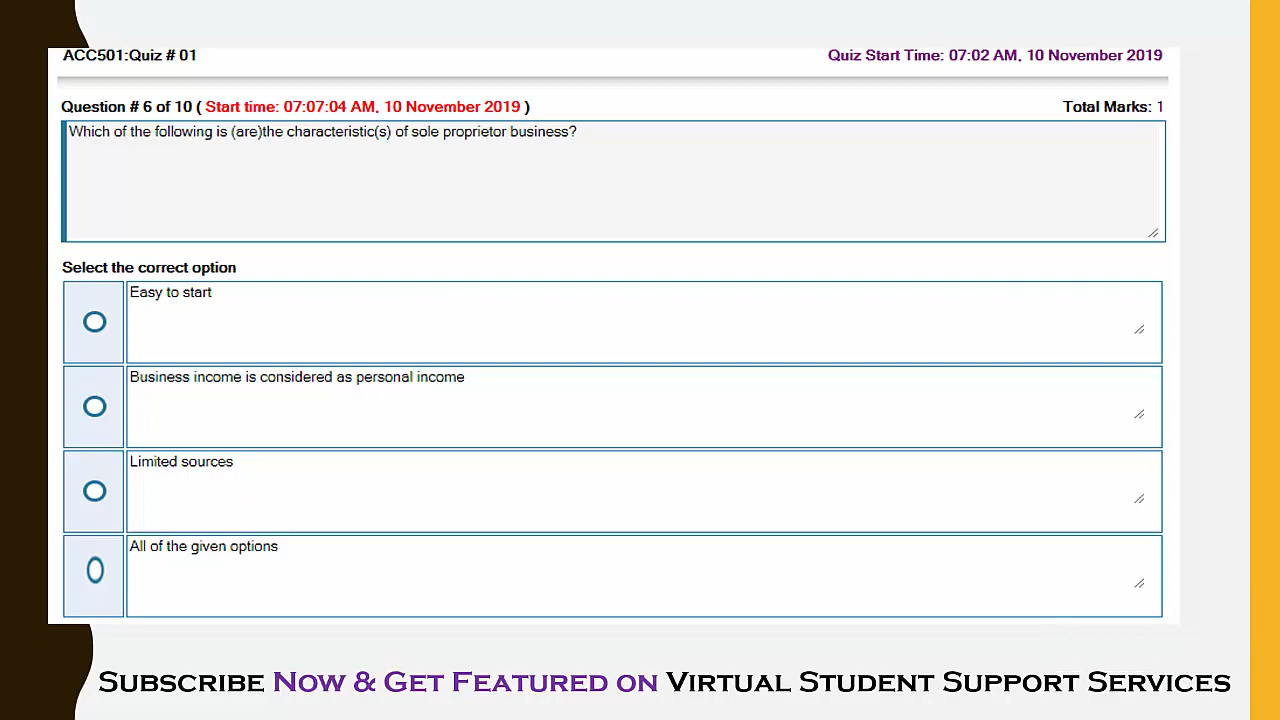 ACC501:Quiz # 01
Quiz Start Time: 07:02 AM, 10 November 2019
Question # 6 of 10 ( Start time: 07:07:04 AM, 10 November 2019 )
Total Marks: 1
Which of the following is (are)the characteristic(s) of sole proprietor business?
Select the correct option
Easy to start
Business income is considered as personal income
Limited sources
All of the given options
Subscribe Now & Get Featured on Virtual Student Support Services